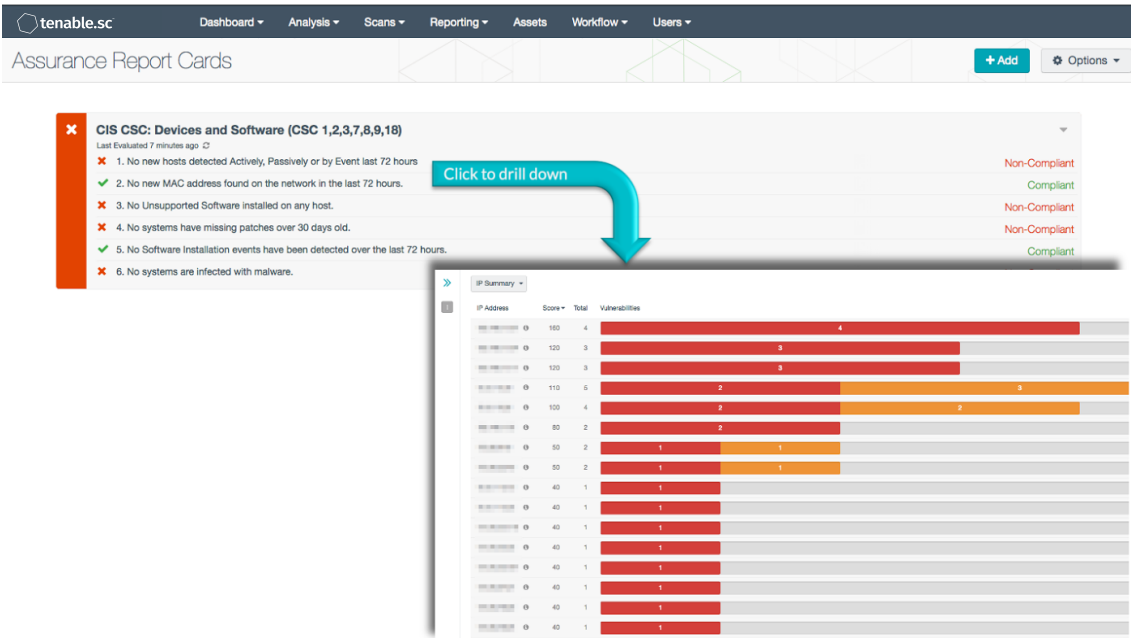 tenable.sc
Dashboard Analysis Scans Reporting Assets Workflow Users
Assurance Report Cards
+ Add Options
CIS CSC: Devices and Software (CSC 1,2,3,7,8,9,18)
Last Evaluated 7 minutes ago
1. No new hosts detected Actively, Passively or by Event last 72 hours Non-Compliant
2. No new MAC address found on the network in the last 72 hours. Compliant
3. No Unsupported Software installed on any host. Non-Compliant
4. No systems have missing patches over 30 days old. Non-Compliant
5. No Software Installation events have been detected over the last 72 hours. Compliant
6. No systems are infected with malware.
Click to drill down
IP Summary
IP Address Score Total Vulnerabilities
160 4 4
120 3 3
120 3 3
110 5 2 3
100 4 2 2
80 2 2
50 2 1 1
50 2 1 1
40 1 1
40 1 1
40 1 1
40 1 1
40 1 1
40 1 1
40 1 1
40 1 1